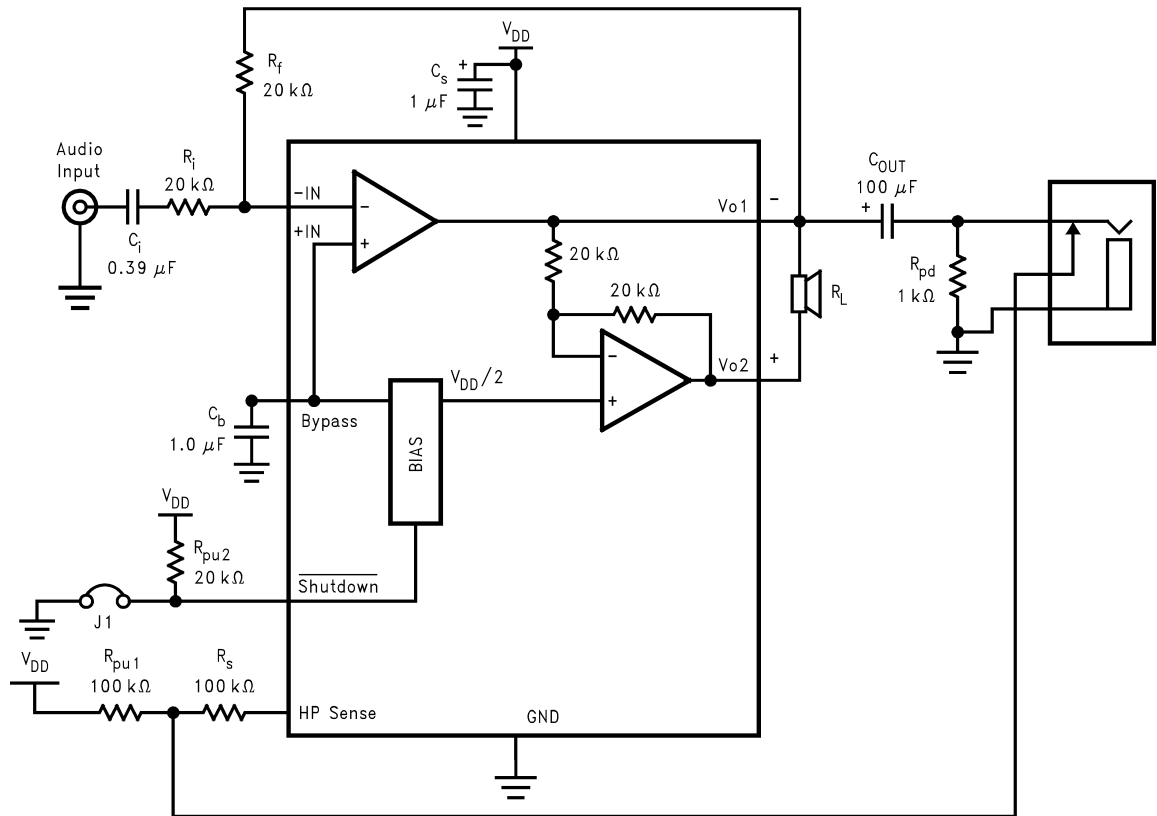 V_DD
R_f
20 kΩ
C_s
+
1 μF
Audio
Input
R_i
20 kΩ
C_i
0.39 μF
-IN
+IN
-
+
20 kΩ
20 kΩ
Vo1
-
C_OUT
100 μF
+
R_pd
1 kΩ
R_L
Vo2
+
-
+
V_DD/2
C_b
1.0 μF
Bypass
BIAS
V_DD
R_pu2
20 kΩ
Shutdown
J1
V_DD
R_pu1
100 kΩ
R_s
100 kΩ
HP Sense
GND